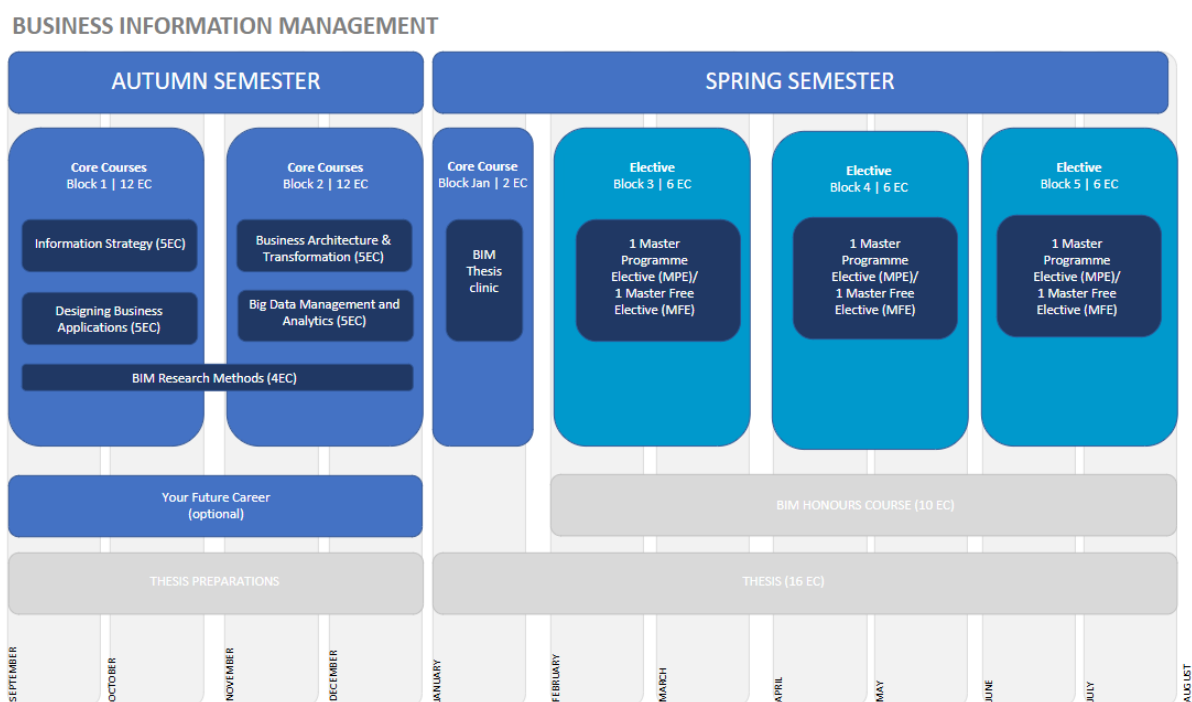 BUSINESS INFORMATION MANAGEMENT
AUTUMN SEMESTER
SPRING SEMESTER
Core Courses
Block 1 | 12 EC
Information Strategy (5EC)
Designing Business
Applications (5EC)
Core Courses
Block 2 | 12 EC
Business Architecture &
Transformation (5EC)
Big Data Management and
Analytics (5EC)
BIM Research Methods (4EC)
Core Course
Block Jan | 2 EC
BIM
Thesis
clinic
Elective
Block 3 | 6 EC
1 Master
Programme
Elective (MPE)/
1 Master Free
Elective (MFE)
Elective
Block 4 | 6 EC
1 Master
Programme
Elective (MPE)/
1 Master Free
Elective (MFE)
Elective
Block 5 | 6 EC
1 Master
Programme
Elective (MPE)/
1 Master Free
Elective (MFE)
Your Future Career
(optional)
BIM HONOURS COURSE (10 EC)
THESIS PREPARATIONS
THESIS (16 EC)
SEPTEMBER
OCTOBER
NOVEMBER
DECEMBER
JANUARY
FEBRUARY
MARCH
APRIL
MAY
JUNE
JULY
AUGUST